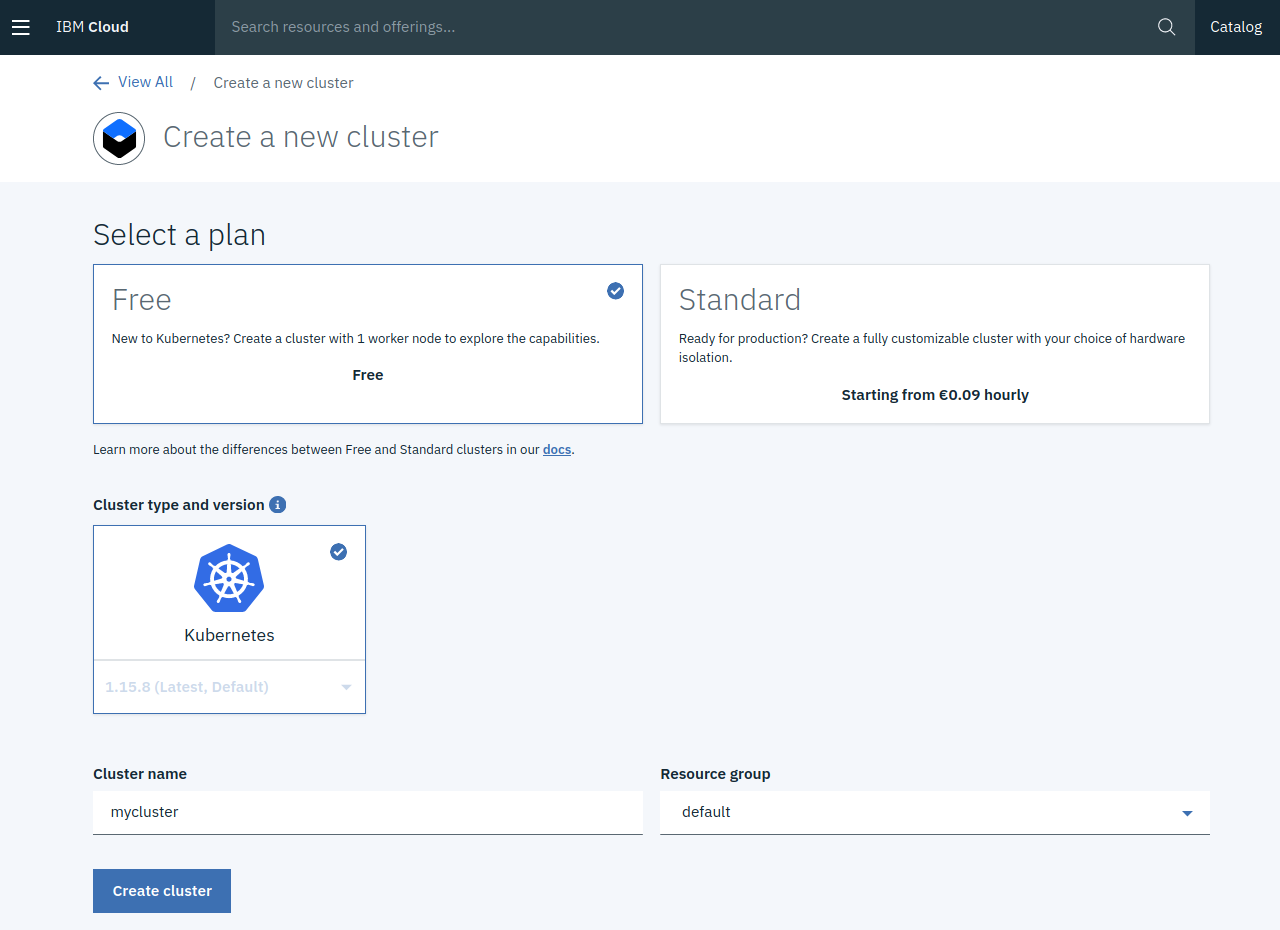 IBM Cloud
Search resources and offerings...
Catalog
View All / Create a new cluster
Create a new cluster
Select a plan
Free
New to Kubernetes? Create a cluster with 1 worker node to explore the capabilities.
Free
Standard
Ready for production? Create a fully customizable cluster with your choice of hardware
isolation.
Starting from €0.09 hourly
Learn more about the differences between Free and Standard clusters in our docs.
Cluster type and version
Kubernetes
1.15.8 (Latest, Default)
Cluster name
mycluster
Resource group
default
Create cluster